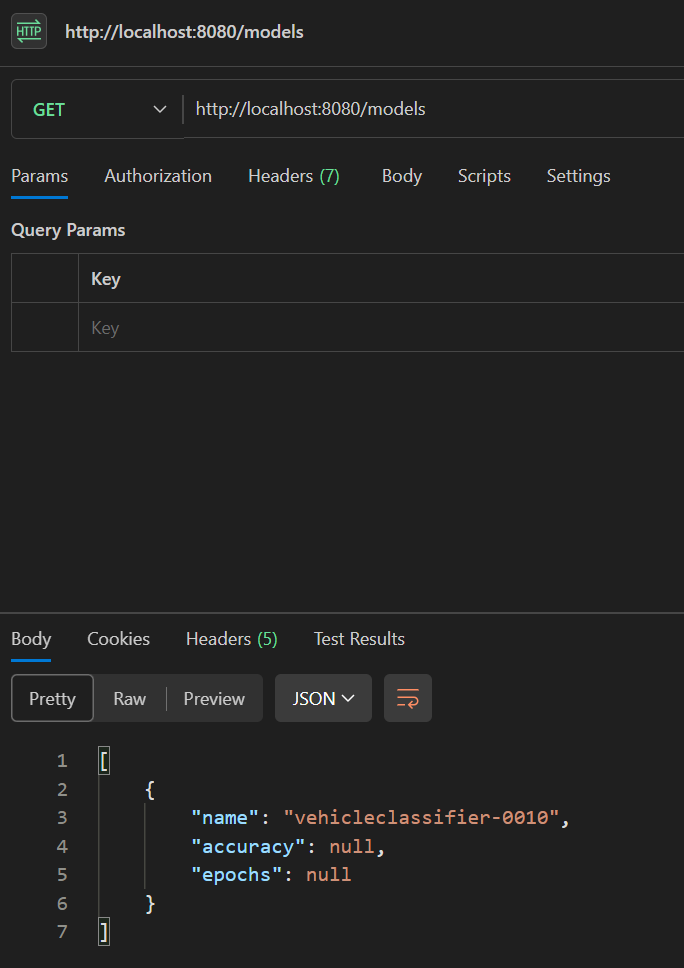 HTTP http://localhost:8080/models
GET http://localhost:8080/models
Params Authorization Headers (7) Body Scripts Settings
Query Params
Key
Key
Body Cookies Headers (5) Test Results
Pretty Raw Preview JSON
1 [
2 {
3 "name": "vehicleclassifier-0010",
4 "accuracy": null,
5 "epochs": null
6 }
7 ]